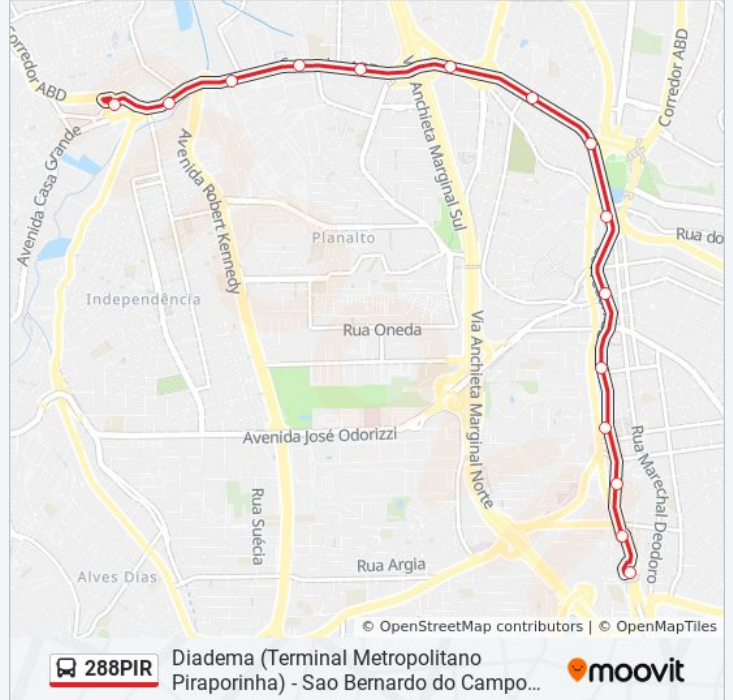 Corredor ABD
Corredor ABD
Avenida Casa Grande
Avenida Robert Kennedy
Anchieta Marginal Sul
Planalto
Rua do
Independência
Rua Oneda
Via Anchieta Marginal Norte
Avenida José Odorizzi
Rua Marechal Deodoro
Rua Suécia
Rua Argia
Alves Dias
© OpenStreetMap contributors | © OpenMapTiles
288PIR
Diadema (Terminal Metropolitano
Piraporinha) - Sao Bernardo do Campo...
moovit